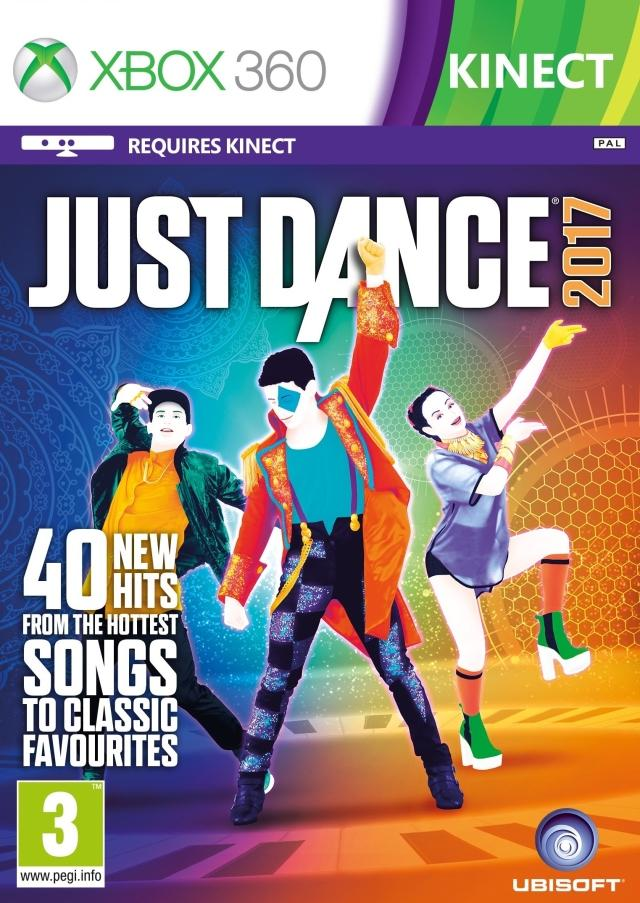 XBOX 360
KINECT
REQUIRES KINECT
PAL
JUST DANCE®
2017
40 NEW
HITS
FROM THE HOTTEST
SONGS
TO CLASSIC
FAVOURITES
3
™
www.pegi.info
UBISOFT®